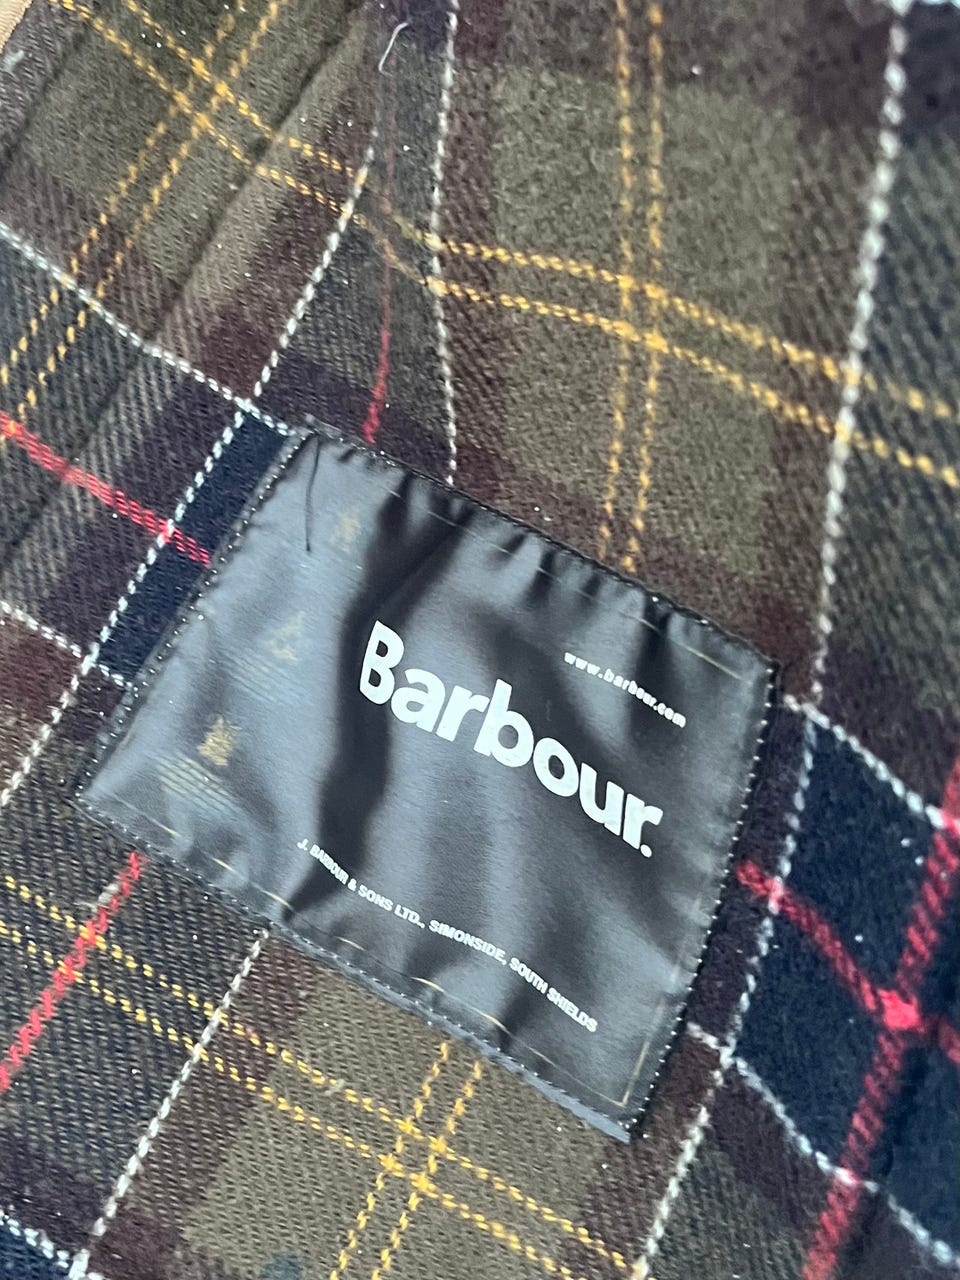 www.barbour.com
Barbour.
J. BARBOUR & SONS LTD., SIMONSIDE, SOUTH SHIELDS